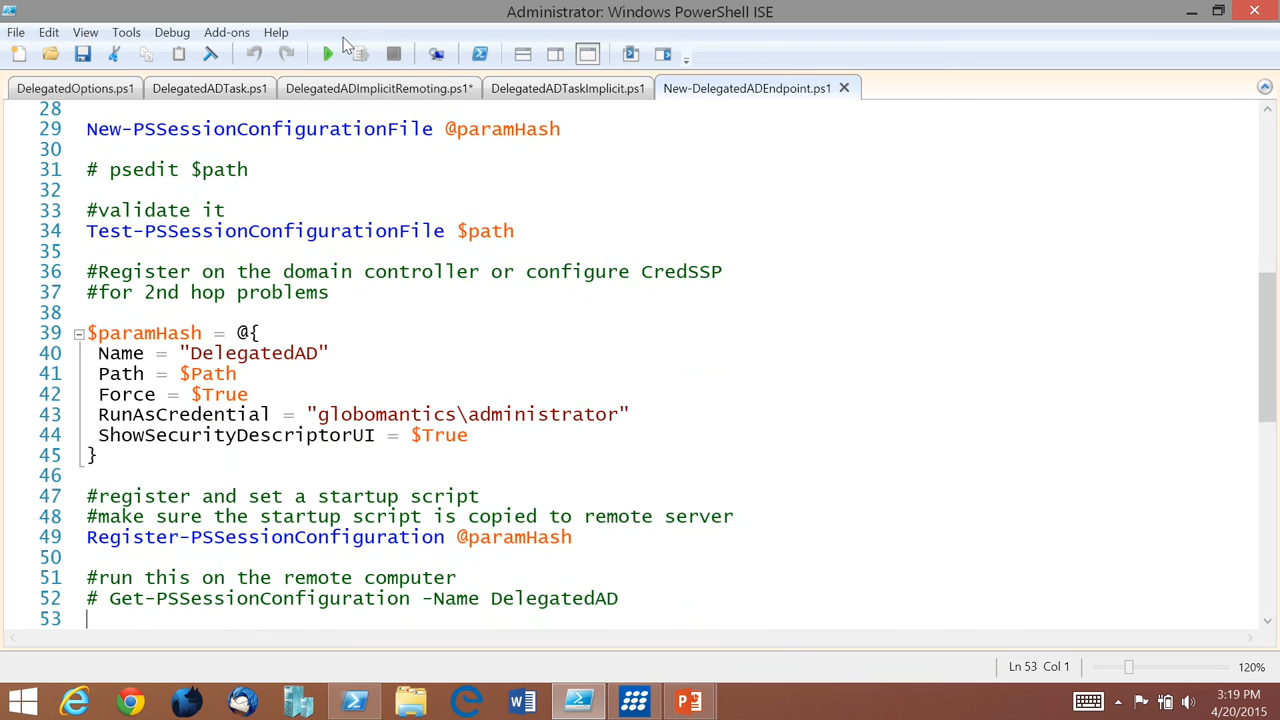 Administrator: Windows PowerShell ISE
File Edit View Tools Debug Add-ons Help
DelegatedOptions.ps1 DelegatedADTask.ps1 DelegatedADImplicitRemoting.ps1* DelegatedADTaskImplicit.ps1 New-DelegatedADEndpoint.ps1
28
29 New-PSSessionConfigurationFile @paramHash
30
31 # psedit $path
32
33 #validate it
34 Test-PSSessionConfigurationFile $path
35
36 #Register on the domain controller or configure CredSSP
37 #for 2nd hop problems
38
39 $paramHash = @{
40 Name = "DelegatedAD"
41 Path = $Path
42 Force = $True
43 RunAsCredential = "globomantics\administrator"
44 ShowSecurityDescriptorUI = $True
45 }
46
47 #register and set a startup script
48 #make sure the startup script is copied to remote server
49 Register-PSSessionConfiguration @paramHash
50
51 #run this on the remote computer
52 # Get-PSSessionConfiguration -Name DelegatedAD
53
Ln 53 Col 1 120%
3:19 PM
4/20/2015